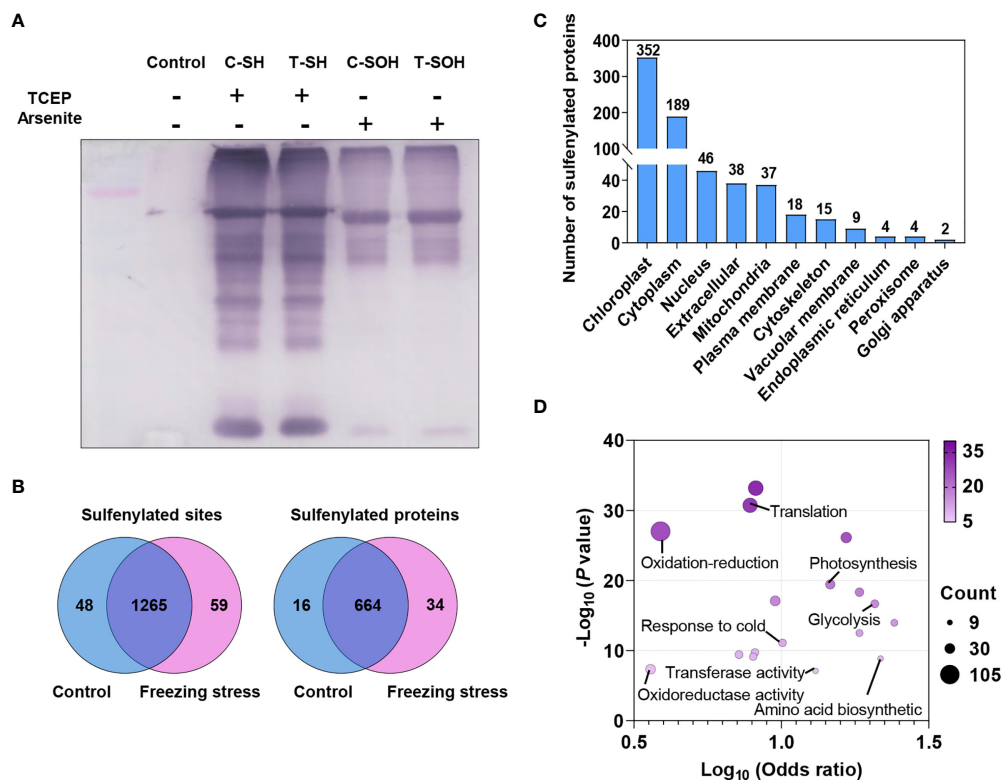 A
Control C-SH T-SH C-SOH T-SOH
TCEP - + + - -
Arsenite - - - + +
B
Sulfenylated sites
48 1265 59
Control Freezing stress
Sulfenylated proteins
16 664 34
Control Freezing stress
C
Number of sulfenylated proteins
400
300
200
100
40
20
0
352
189
46
38
37
18
15
9
4
4
2
Chloroplast
Cytoplasm
Nucleus
Extracellular
Mitochondria
Plasma membrane
Cytoskeleton
Vacuolar membrane
Endoplasmic reticulum
Peroxisome
Golgi apparatus
D
-Log10 (P value)
40
30
20
10
0
Translation
Oxidation-reduction
Photosynthesis
Glycolysis
Response to cold
Transferase activity
Oxidoreductase activity
Amino acid biosynthetic
0.5 1.0 1.5
Log10 (Odds ratio)
35
20
5
Count
9
30
105